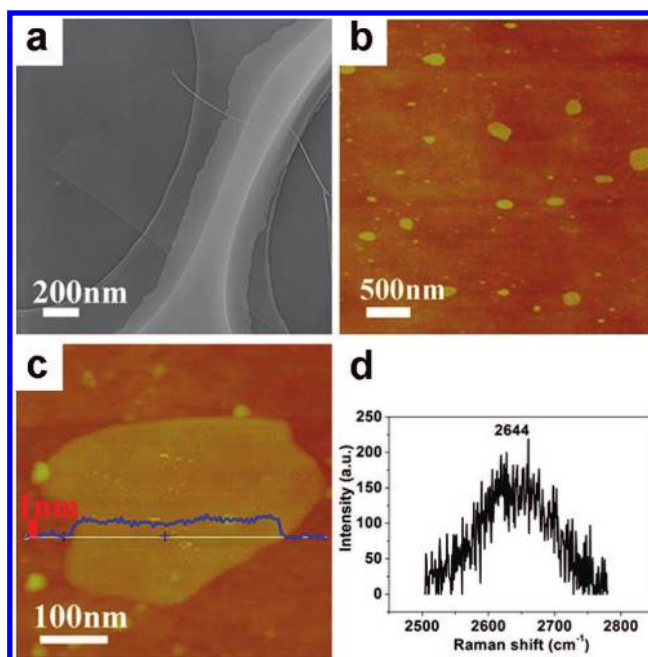 a
200nm
b
500nm
c
1nm
100nm
d
250
200
150
100
50
0
2644
Intensity (a.u.)
2500 2600 2700 2800
Raman shift (cm⁻¹)